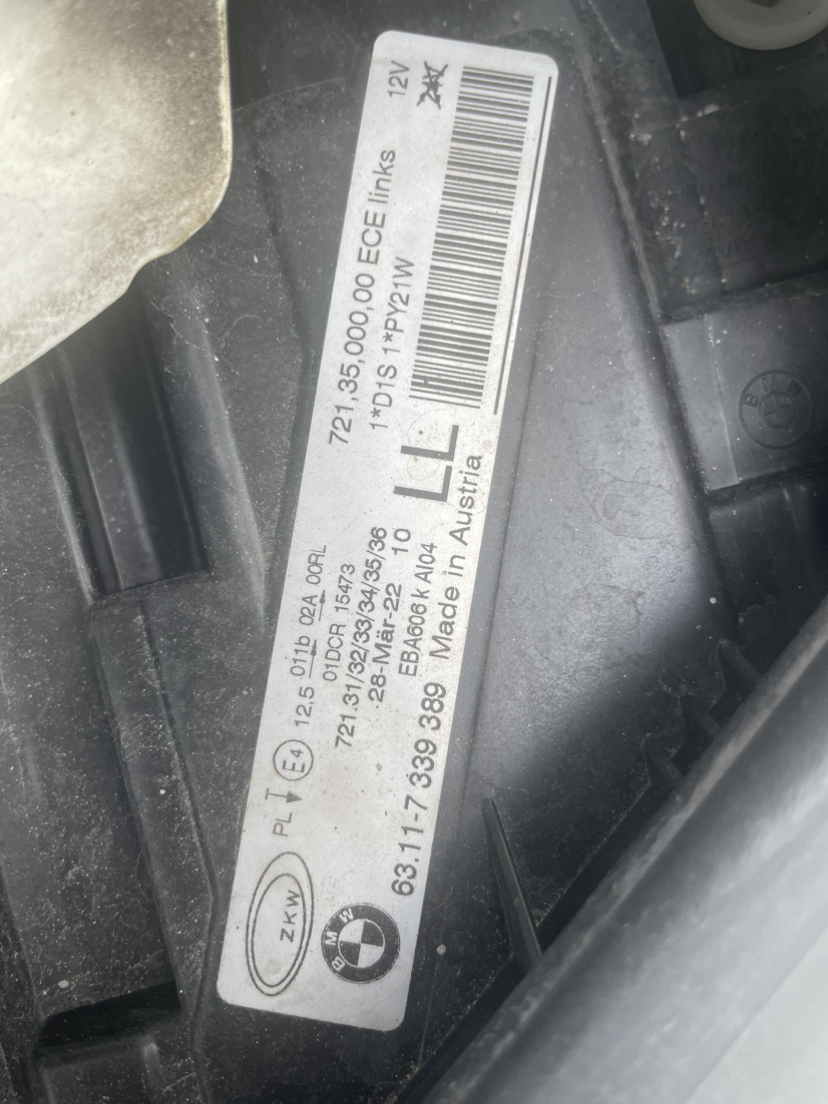 ZKW
PL E4 12,5 011b 02A 00RL
01DCR 15473
721.31/32/33/34/35/36
28-Mär-22 10
EBA606 k AI04
BMW
63.11-7 339 389 Made in Austria
721,35,000,00 ECE links
1*D1S 1*PY21W
LL
12V
24V
BMW